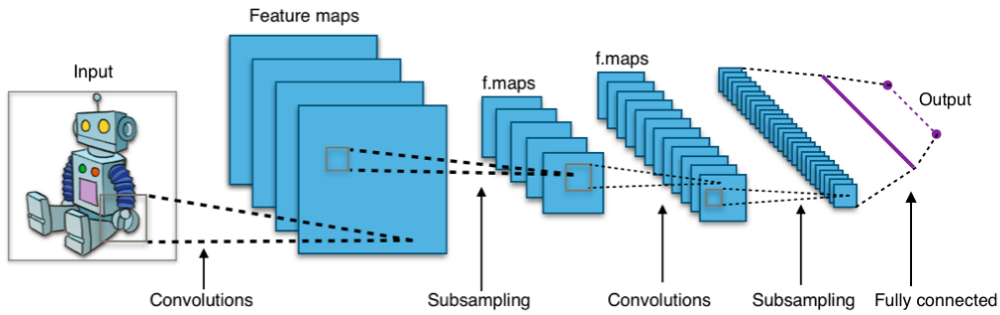 Feature maps
Input
f.maps
f.maps
Output
Convolutions
Subsampling
Convolutions
Subsampling
Fully connected